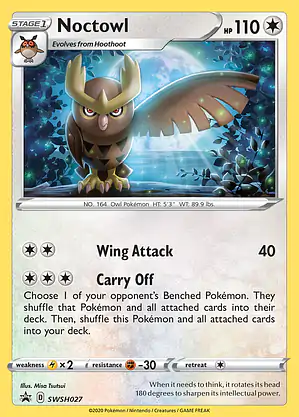 STAGE 1
Noctowl
HP 110
Evolves from Hoothoot
NO. 164 Owl Pokémon HT: 5'3" WT: 89.9 lbs.
Wing Attack 40
Carry Off
Choose 1 of your opponent's Benched Pokémon. They
shuffle that Pokémon and all attached cards into their
deck. Then, shuffle this Pokémon and all attached cards
into your deck.
weakness ×2 resistance -30 retreat
Illus. Misa Tsutsui
When it needs to think, it rotates its head
180 degrees to sharpen its intellectual power.
D SWSH027
©2020 Pokémon / Nintendo / Creatures / GAME FREAK